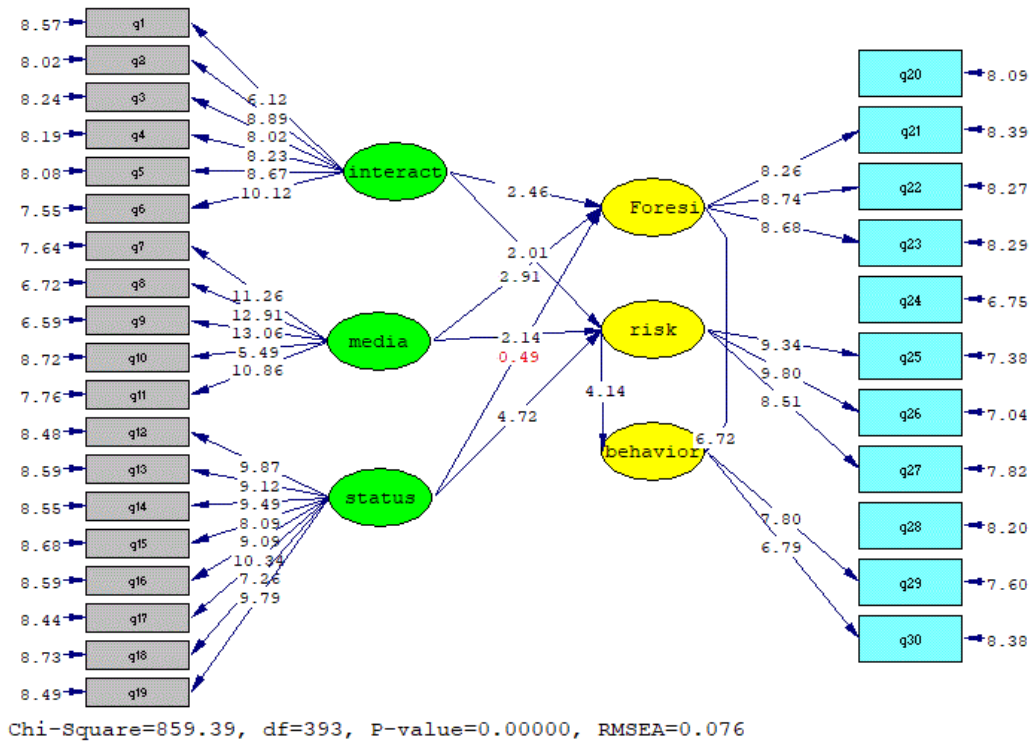 8.57 q1
8.02 q2
8.24 q3
8.19 q4
8.08 q5
7.55 q6
7.64 q7
6.72 q8
6.59 q9
8.72 q10
7.76 q11
8.48 q12
8.59 q13
8.55 q14
8.68 q15
8.59 q16
8.44 q17
8.73 q18
8.49 q19
6.12
8.89
8.02
8.23
8.67
10.12
11.26
12.91
13.06
5.49
10.86
9.87
9.12
9.49
8.09
9.09
10.34
7.26
9.79
interact
media
status
2.46
2.01
2.91
2.14
0.49
4.72
Foresi
risk
behavior
4.14
6.72
8.26
8.74
8.68
9.34
9.80
8.51
7.80
6.79
q20 8.09
q21 8.39
q22 8.27
q23 8.29
q24 6.75
q25 7.38
q26 7.04
q27 7.82
q28 8.20
q29 7.60
q30 8.38
Chi-Square=859.39, df=393, P-value=0.00000, RMSEA=0.076